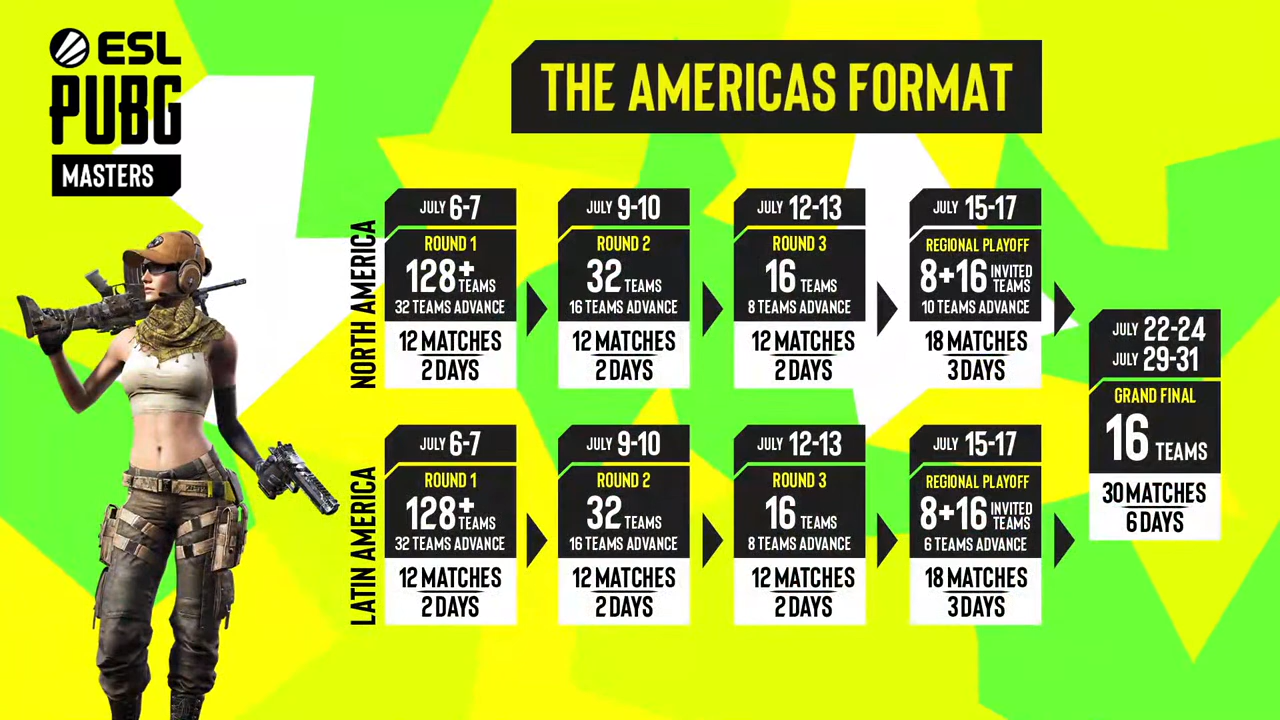 ESL
PUBG
MASTERS
THE AMERICAS FORMAT
NORTH AMERICA
JULY 6-7
ROUND 1
128+ TEAMS
32 TEAMS ADVANCE
12 MATCHES
2 DAYS
JULY 9-10
ROUND 2
32 TEAMS
16 TEAMS ADVANCE
12 MATCHES
2 DAYS
JULY 12-13
ROUND 3
16 TEAMS
8 TEAMS ADVANCE
12 MATCHES
2 DAYS
JULY 15-17
REGIONAL PLAYOFF
8+16 INVITED TEAMS
10 TEAMS ADVANCE
18 MATCHES
3 DAYS
LATIN AMERICA
JULY 6-7
ROUND 1
128+ TEAMS
32 TEAMS ADVANCE
12 MATCHES
2 DAYS
JULY 9-10
ROUND 2
32 TEAMS
16 TEAMS ADVANCE
12 MATCHES
2 DAYS
JULY 12-13
ROUND 3
16 TEAMS
8 TEAMS ADVANCE
12 MATCHES
2 DAYS
JULY 15-17
REGIONAL PLAYOFF
8+16 INVITED TEAMS
6 TEAMS ADVANCE
18 MATCHES
3 DAYS
JULY 22-24
JULY 29-31
GRAND FINAL
16 TEAMS
30 MATCHES
6 DAYS